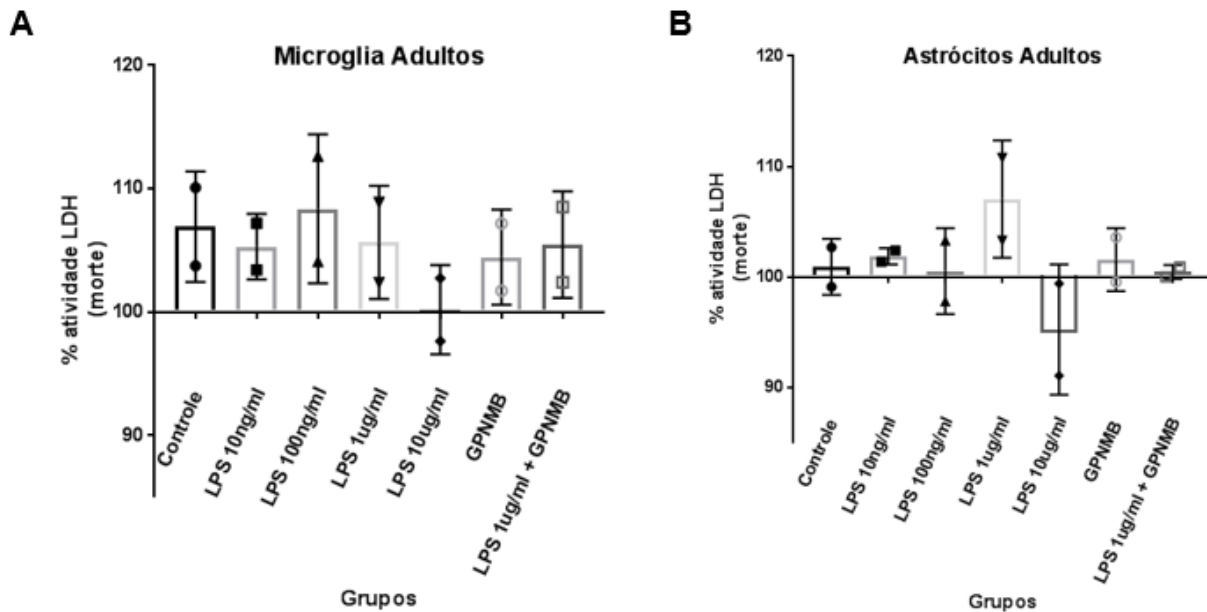 A
Microglia Adultos
% atividade LDH
(morte)
120
110
100
90
Controle
LPS 10ng/ml
LPS 100ng/ml
LPS 1ug/ml
LPS 10ug/ml
GPNMB
LPS 1ug/ml + GPNMB
Grupos
B
Astrócitos Adultos
% atividade LDH
(morte)
120
110
100
90
Controle
LPS 10ng/ml
LPS 100ng/ml
LPS 1ug/ml
LPS 10ug/ml
GPNMB
LPS 1ug/ml + GPNMB
Grupos